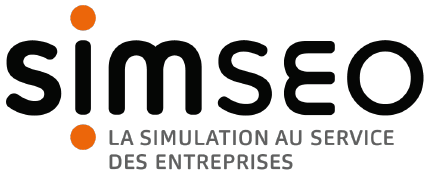 simseo
LA SIMULATION AU SERVICE
DES ENTREPRISES